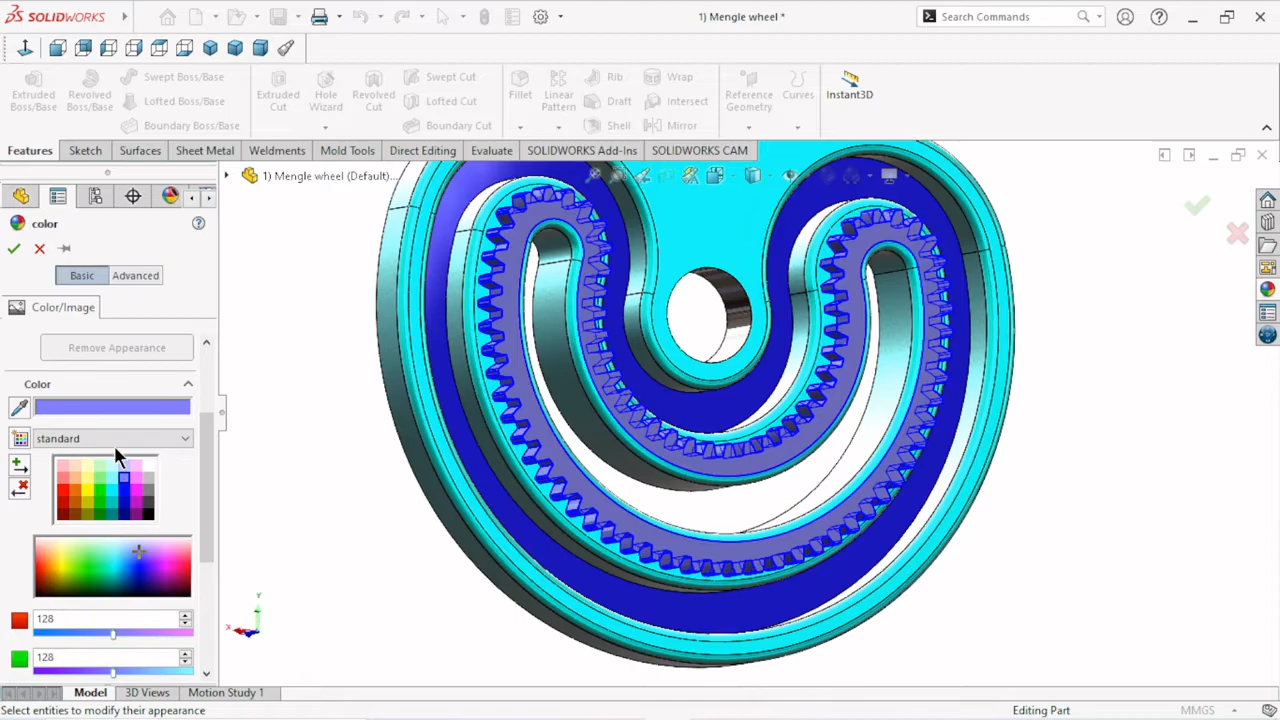 SOLIDWORKS
1) Mengle wheel *
Search Commands
Extruded Boss/Base
Revolved Boss/Base
Swept Boss/Base
Lofted Boss/Base
Boundary Boss/Base
Extruded Cut
Hole Wizard
Revolved Cut
Swept Cut
Lofted Cut
Boundary Cut
Fillet
Linear Pattern
Rib
Draft
Shell
Wrap
Intersect
Mirror
Reference Geometry
Curves
Instant3D
Features
Sketch
Surfaces
Sheet Metal
Weldments
Mold Tools
Direct Editing
Evaluate
SOLIDWORKS Add-Ins
SOLIDWORKS CAM
1) Mengle wheel (Default)...
color
Basic
Advanced
Color/Image
Remove Appearance
Color
standard
128
128
Y
X
Model
3D Views
Motion Study 1
Select entities to modify their appearance
Editing Part
MMGS